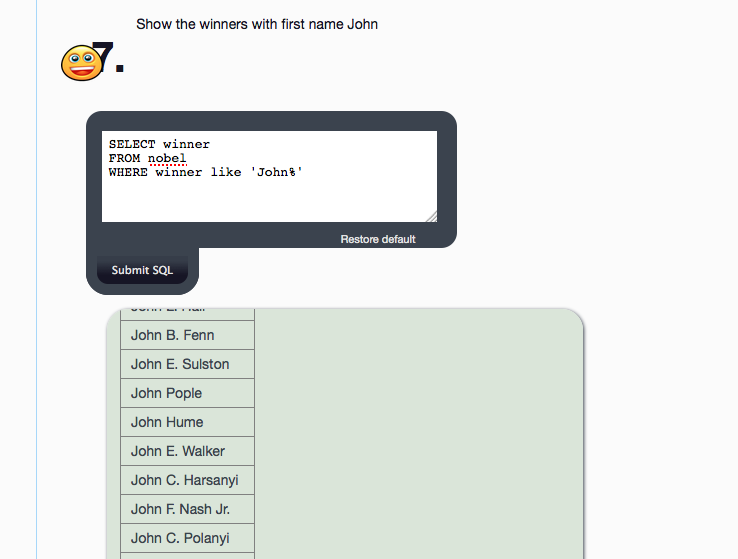 Show the winners with first name John
7.
SELECT winner
FROM nobel
WHERE winner like 'John%'
Restore default
Submit SQL
John B. Fenn
John E. Sulston
John Pople
John Hume
John E. Walker
John C. Harsanyi
John F. Nash Jr.
John C. Polanyi